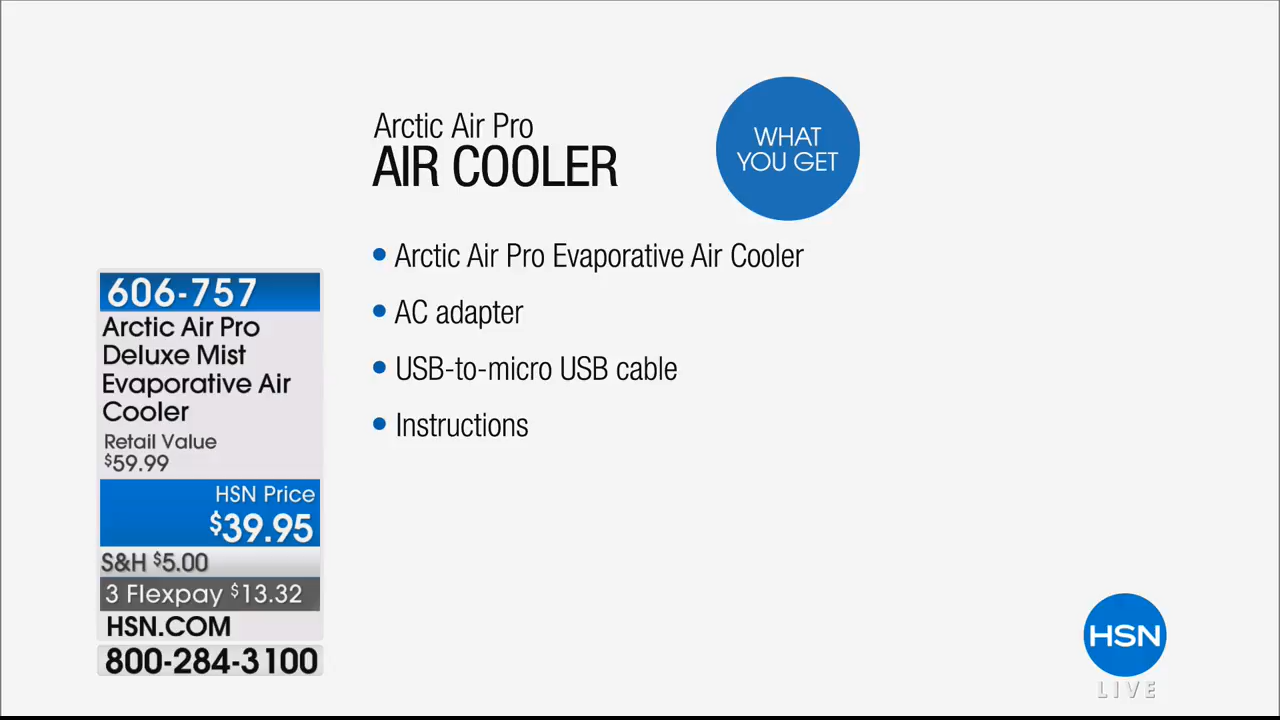 Arctic Air Pro
AIR COOLER
WHAT
YOU GET
• Arctic Air Pro Evaporative Air Cooler
• AC adapter
• USB-to-micro USB cable
• Instructions
606-757
Arctic Air Pro
Deluxe Mist
Evaporative Air
Cooler
Retail Value
$59.99
HSN Price
$39.95
S&H $5.00
3 Flexpay $13.32
HSN.COM
800-284-3100
HSN
LIVE